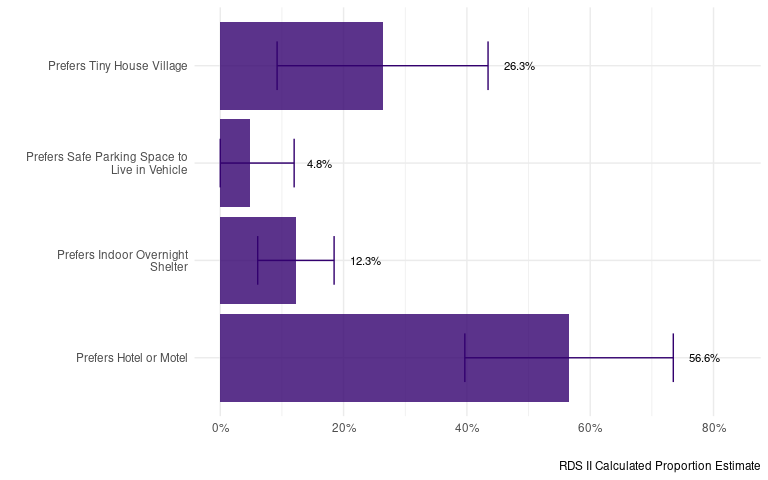 Prefers Tiny House Village
26.3%
Prefers Safe Parking Space to
Live in Vehicle
4.8%
Prefers Indoor Overnight
Shelter
12.3%
Prefers Hotel or Motel
56.6%
0%
20%
40%
60%
80%
RDS II Calculated Proportion Estimate